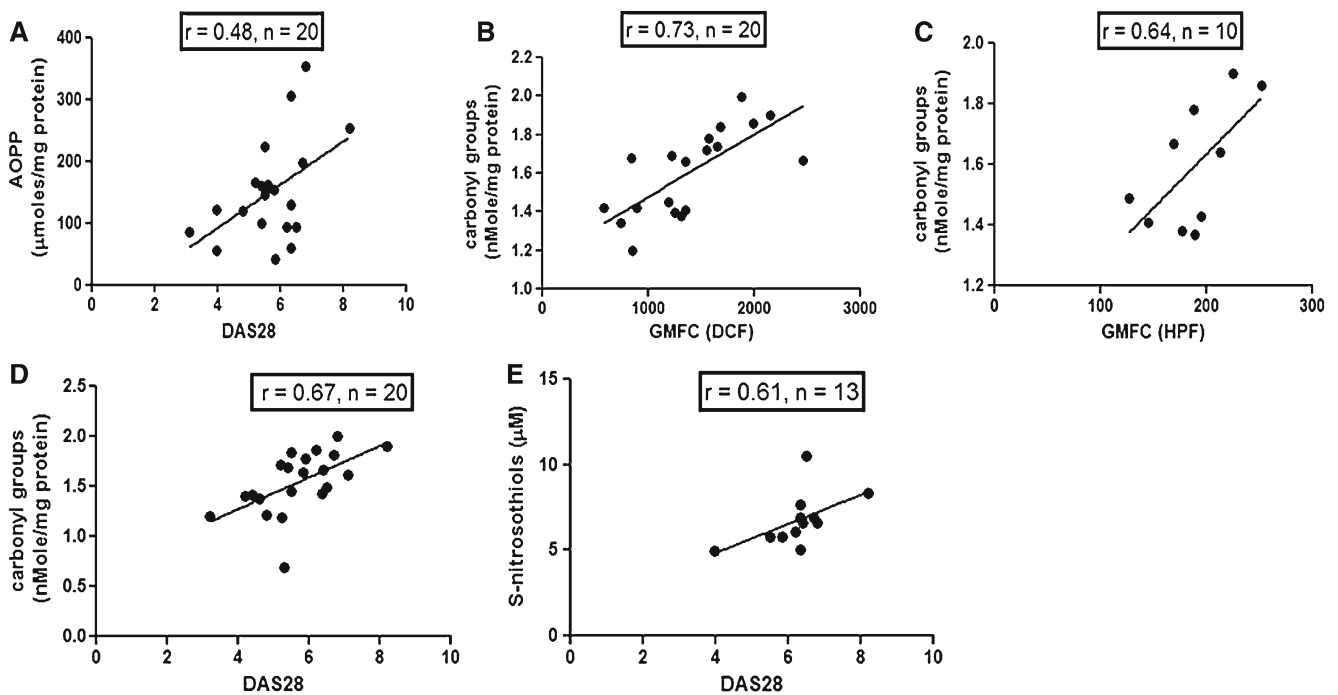 A
r = 0.48, n = 20
AOPP
(µmoles/mg protein)
400
300
200
100
0
0 2 4 6 8 10
DAS28
B
r = 0.73, n = 20
carbonyl groups
(nMole/mg protein)
2.2
2.0
1.8
1.6
1.4
1.2
1.0
0 1000 2000 3000
GMFC (DCF)
C
r = 0.64, n = 10
carbonyl groups
(nMole/mg protein)
2.0
1.8
1.6
1.4
1.2
0 100 200 300
GMFC (HPF)
D
r = 0.67, n = 20
carbonyl groups
(nMole/mg protein)
2.5
2.0
1.5
1.0
0.5
0.0
0 2 4 6 8 10
DAS28
E
r = 0.61, n = 13
S-nitrosothiols (µM)
15
10
5
0
0 2 4 6 8 10
DAS28